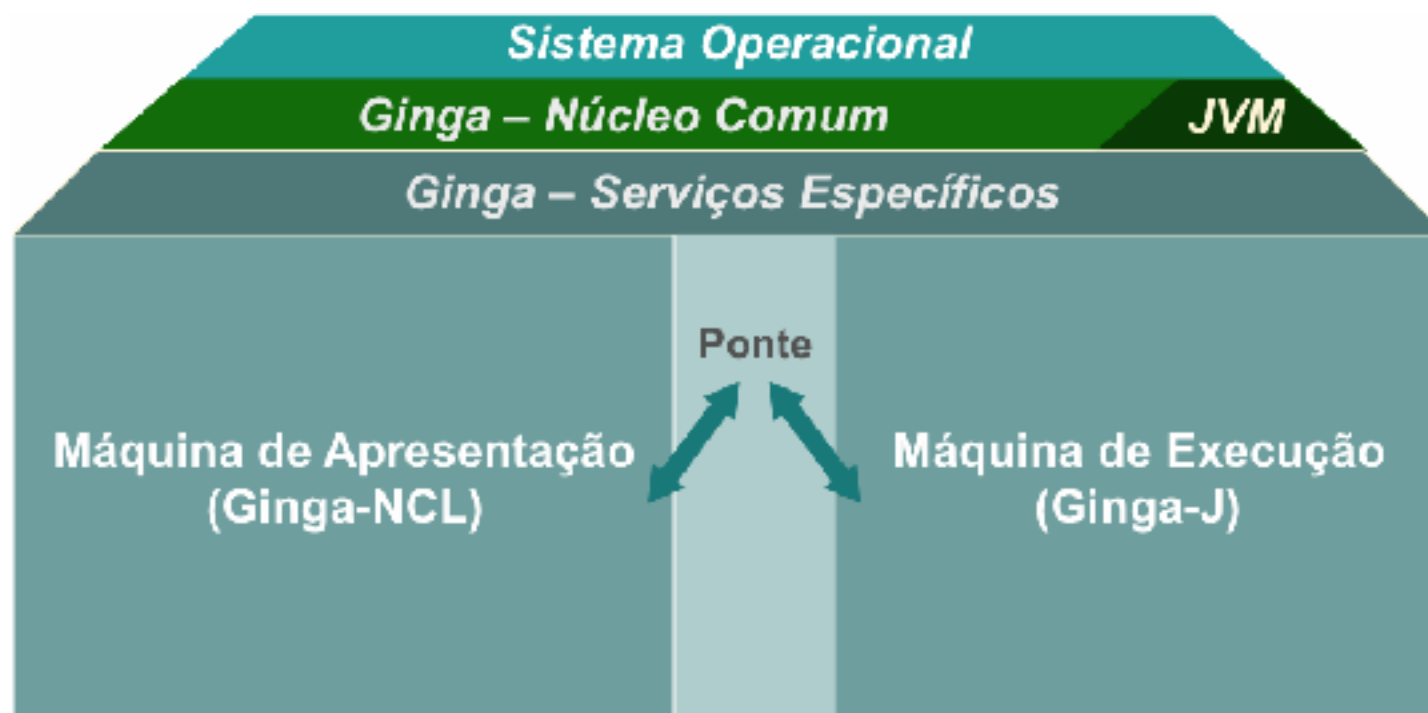 Sistema Operacional
Ginga – Núcleo Comum
JVM
Ginga – Serviços Específicos
Ponte
Máquina de Apresentação
(Ginga-NCL)
Máquina de Execução
(Ginga-J)